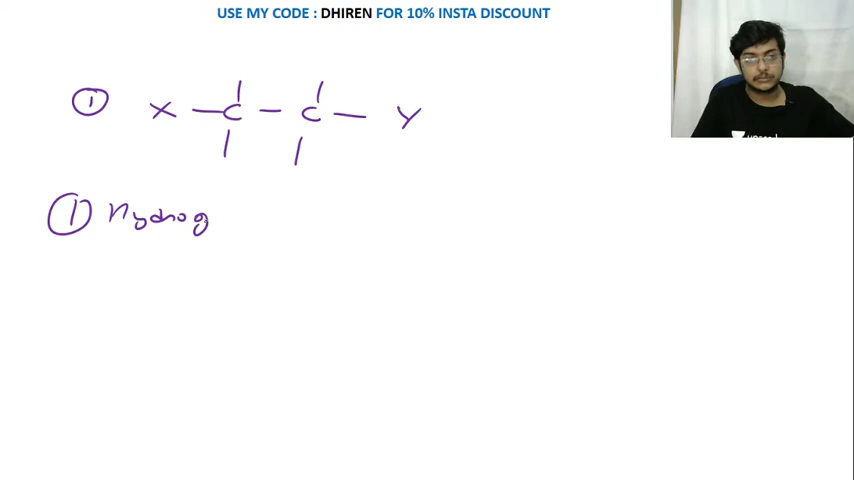 USE MY CODE : DHIREN FOR 10% INSTA DISCOUNT
① X — C — C — Y
① Hydrog